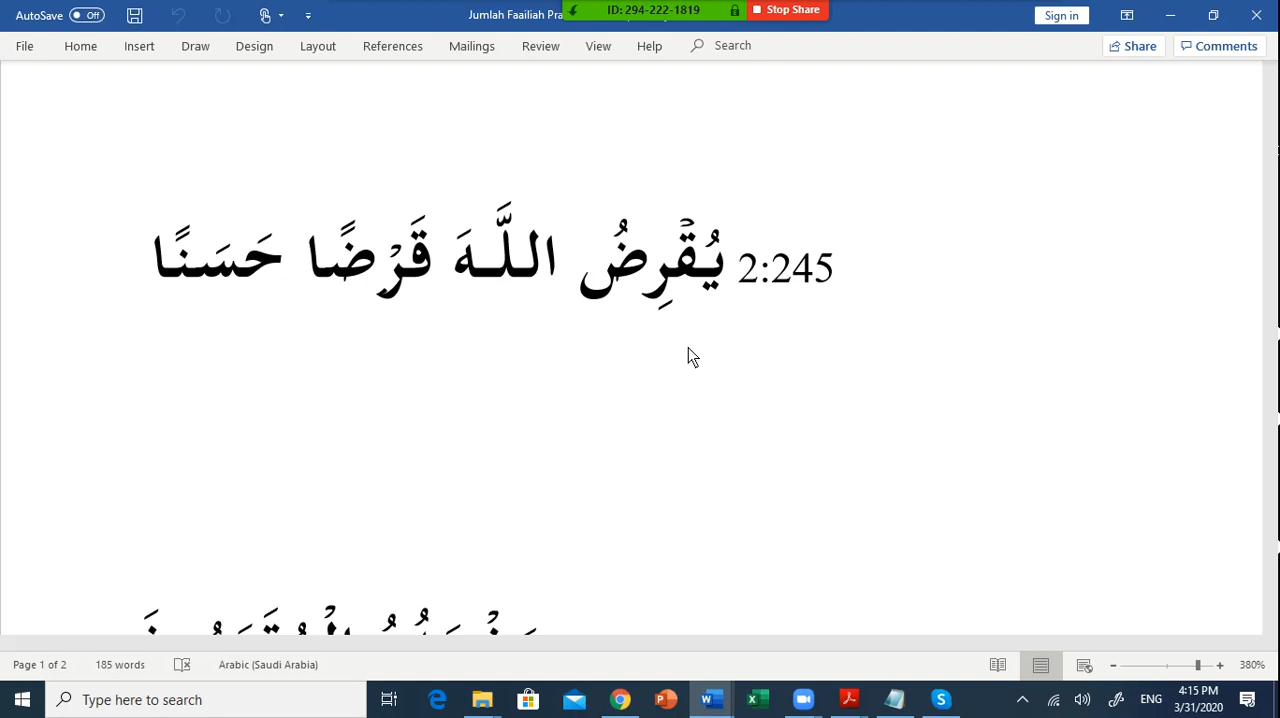 AutoSave Off
Jumlah Faailiah Pra
ID: 294-222-1819
Stop Share
Sign in
File Home Insert Draw Design Layout References Mailings Review View Help Search Share Comments
2:245 يُقْرِضُ اللَّهَ قَرْضًا حَسَنًا
Page 1 of 2 185 words Arabic (Saudi Arabia) 380%
Type here to search
ENG
4:15 PM
3/31/2020